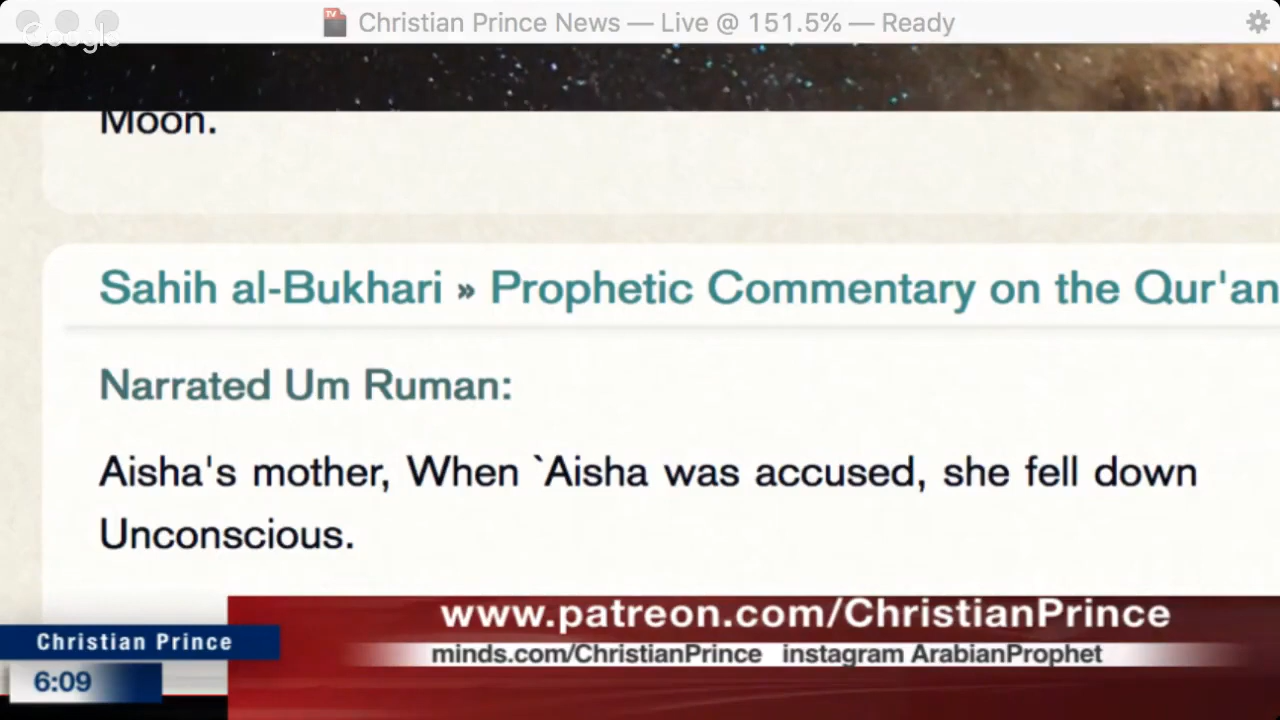 Christian Prince News — Live @ 151.5% — Ready
Google
Moon.
Sahih al-Bukhari » Prophetic Commentary on the Qur'an
Narrated Um Ruman:
Aisha's mother, When `Aisha was accused, she fell down
Unconscious.
www.patreon.com/ChristianPrince
Christian Prince
minds.com/ChristianPrince instagram ArabianProphet
6:09